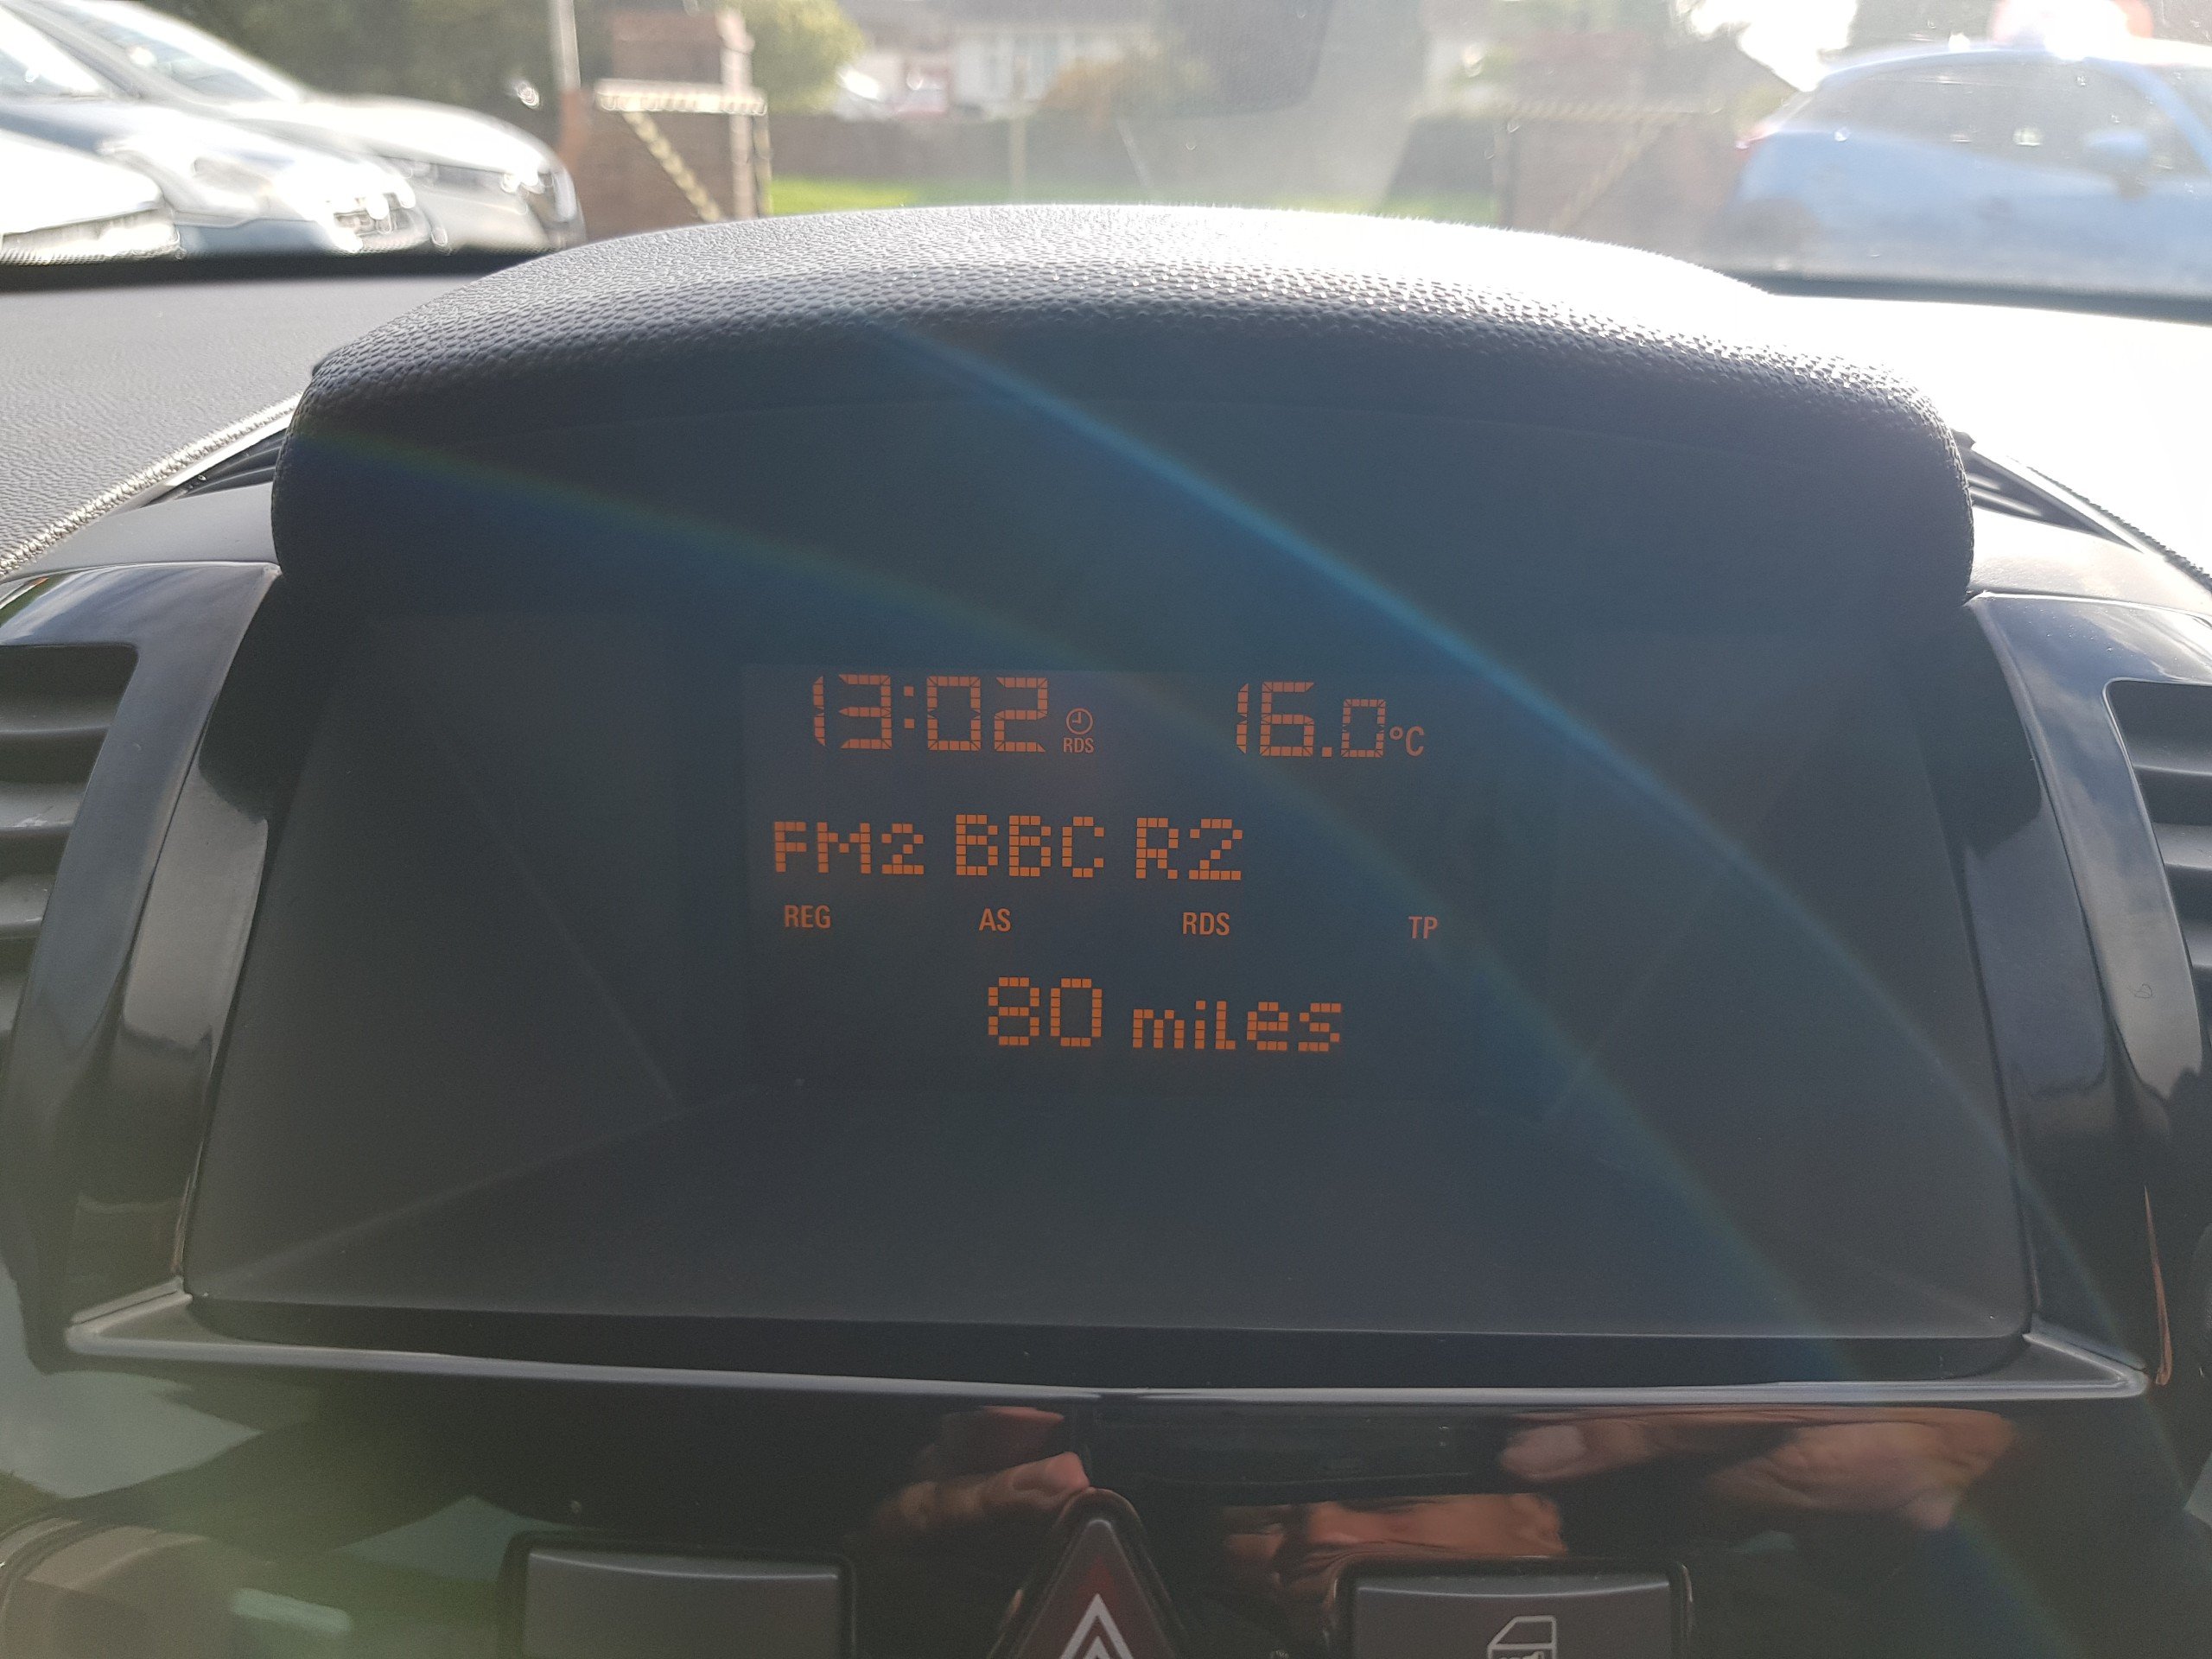 13:02 RDS 16.0°C
FM2 BBC R2
REG AS RDS TP
80 miles